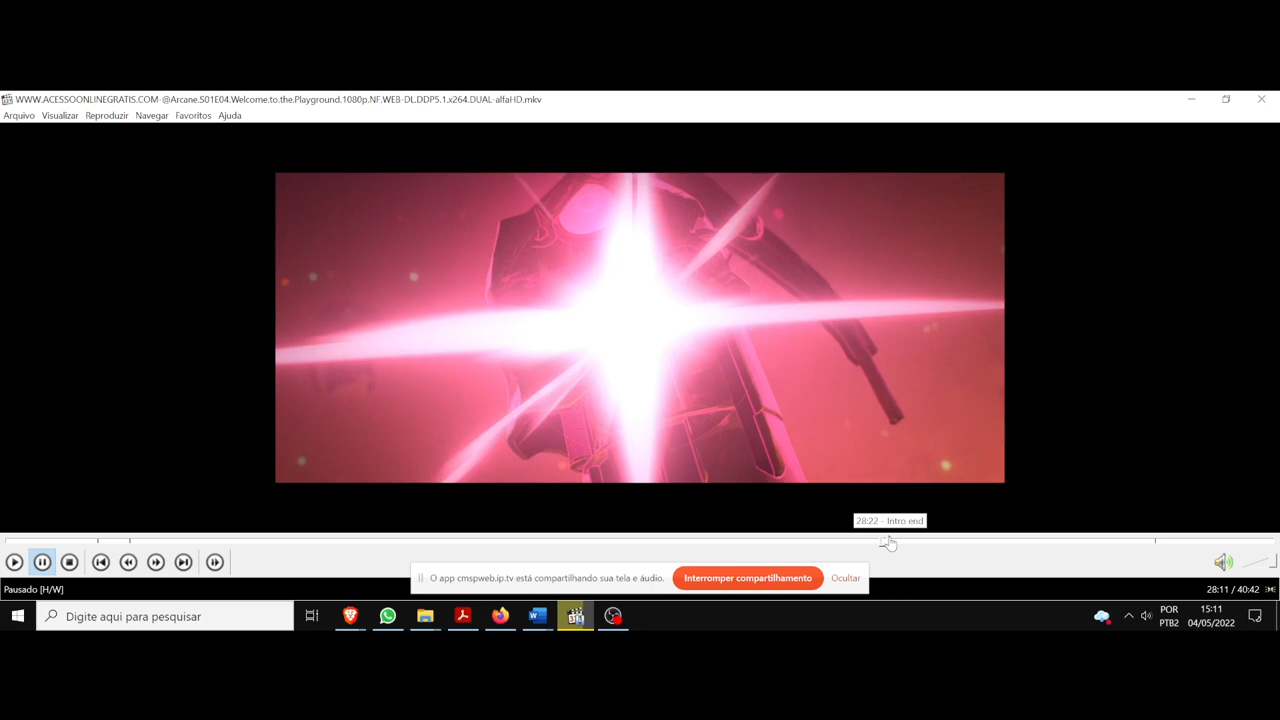 WWW.ACESSOONLINEGRATIS.COM -@Arcane.S01E04.Welcome.to.the.Playground.1080p.NF.WEB-DL.DDP5.1.x264.DUAL-alfaHD.mkv
Arquivo Visualizar Reproduzir Navegar Favoritos Ajuda
28:22 - Intro end
O app cmspweb.ip.tv está compartilhando sua tela e áudio. Interromper compartilhamento Ocultar
Pausado [H/W] 28:11 / 40:42
Digite aqui para pesquisar
POR
PTB2
15:11
04/05/2022